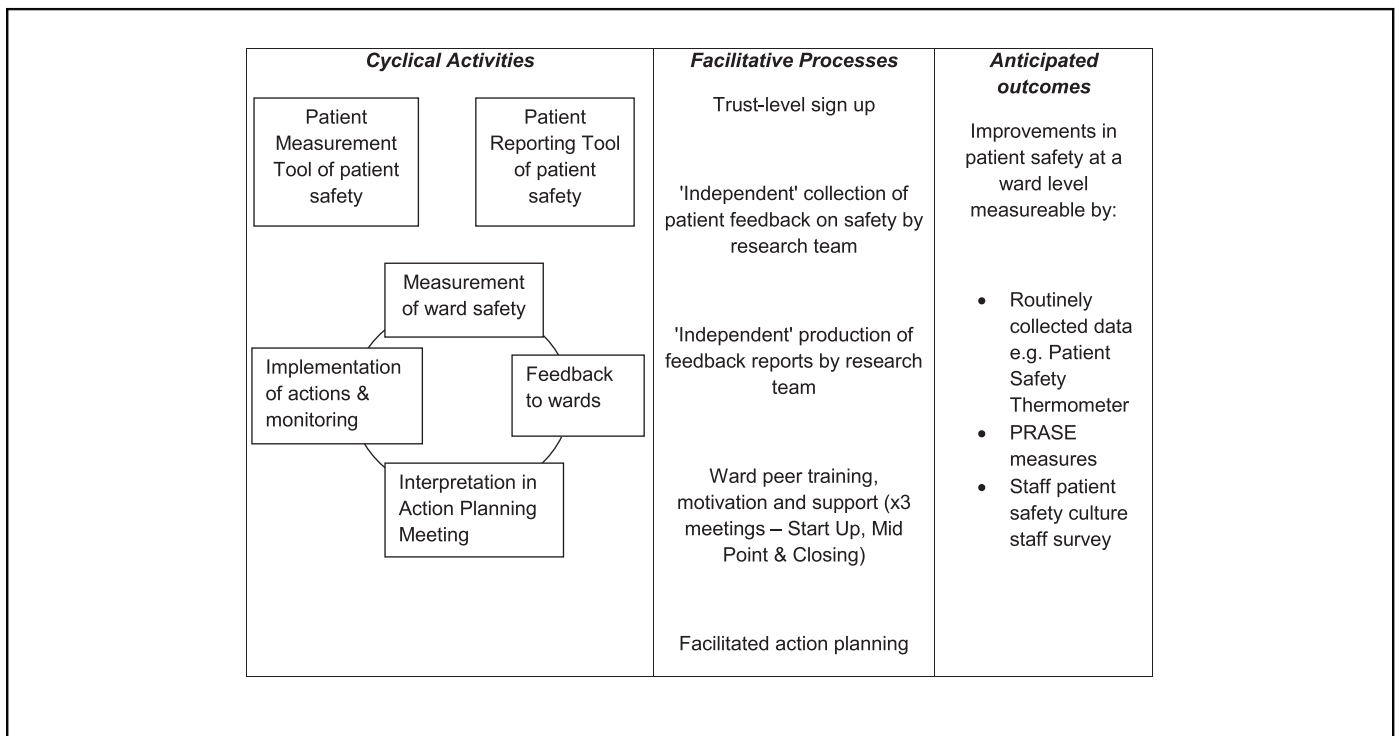 Cyclical Activities
Patient
Measurement
Tool of patient
safety
Patient
Reporting Tool
of patient
safety
Measurement
of ward safety
Implementation
of actions &
monitoring
Feedback
to wards
Interpretation in
Action Planning
Meeting
Facilitative Processes
Trust-level sign up
'Independent' collection of
patient feedback on safety by
research team
'Independent' production of
feedback reports by research
team
Ward peer training,
motivation and support (x3
meetings – Start Up, Mid
Point & Closing)
Facilitated action planning
Anticipated
outcomes
Improvements in
patient safety at a
ward level
measureable by:
• Routinely
collected data
e.g. Patient
Safety
Thermometer
• PRASE
measures
• Staff patient
safety culture
staff survey